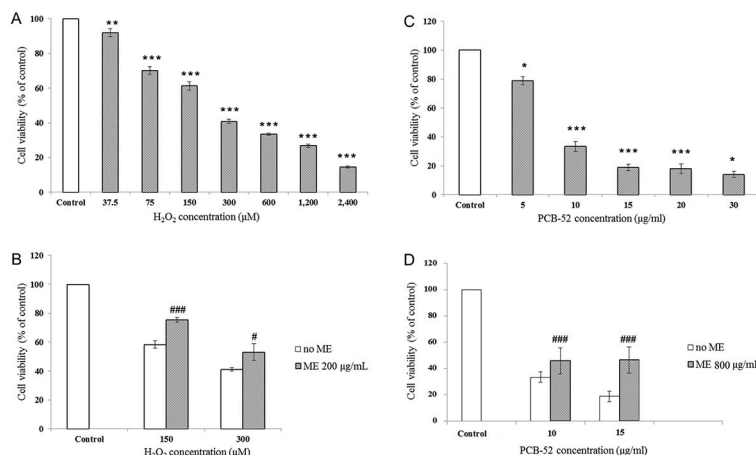 A
Cell viability (% of control)
100
80
60
40
20
0
**
***
***
***
***
***
***
Control 37.5 75 150 300 600 1,200 2,400
H₂O₂ concentration (μM)
C
Cell viability (% of control)
120
100
80
60
40
20
0
*
***
***
***
*
Control 5 10 15 20 30
PCB-52 concentration (μg/ml)
B
Cell viability (% of control)
120
100
80
60
40
20
0
###
#
no ME
ME 200 μg/mL
Control 150 300
H₂O₂ concentration (μM)
D
Cell viability (% of control)
120
100
80
60
40
20
0
###
###
no ME
ME 800 μg/ml
Control 10 15
PCB-52 concentration (μg/ml)